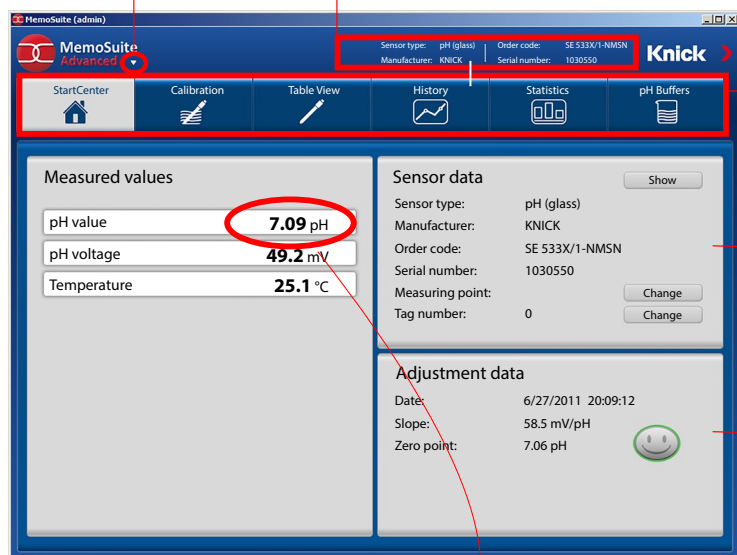 MemoSuite (admin)
MemoSuite
Advanced
Sensor type: pH (glass) Order code: SE 533X/1-NMSN
Manufacturer: KNICK Serial number: 1030550
Knick
StartCenter Calibration Table View History Statistics pH Buffers
Measured values
pH value 7.09 pH
pH voltage 49.2 mV
Temperature 25.1 °C
Sensor data Show
Sensor type: pH (glass)
Manufacturer: KNICK
Order code: SE 533X/1-NMSN
Serial number: 1030550
Measuring point: Change
Tag number: 0 Change
Adjustment data
Date: 6/27/2011 20:09:12
Slope: 58.5 mV/pH
Zero point: 7.06 pH